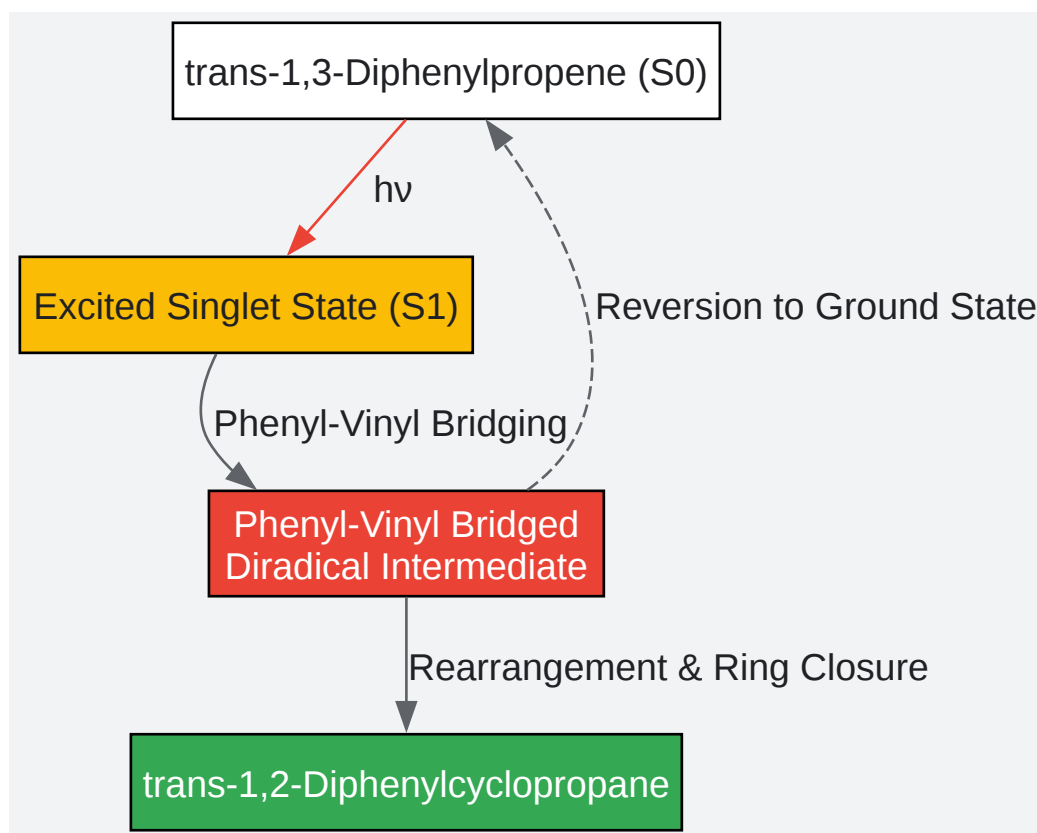 trans-1,3-Diphenylpropene (S0)
hν
Excited Singlet State (S1)
Reversion to Ground State
Phenyl-Vinyl Bridging
Phenyl-Vinyl Bridged
Diradical Intermediate
Rearrangement & Ring Closure
trans-1,2-Diphenylcyclopropane